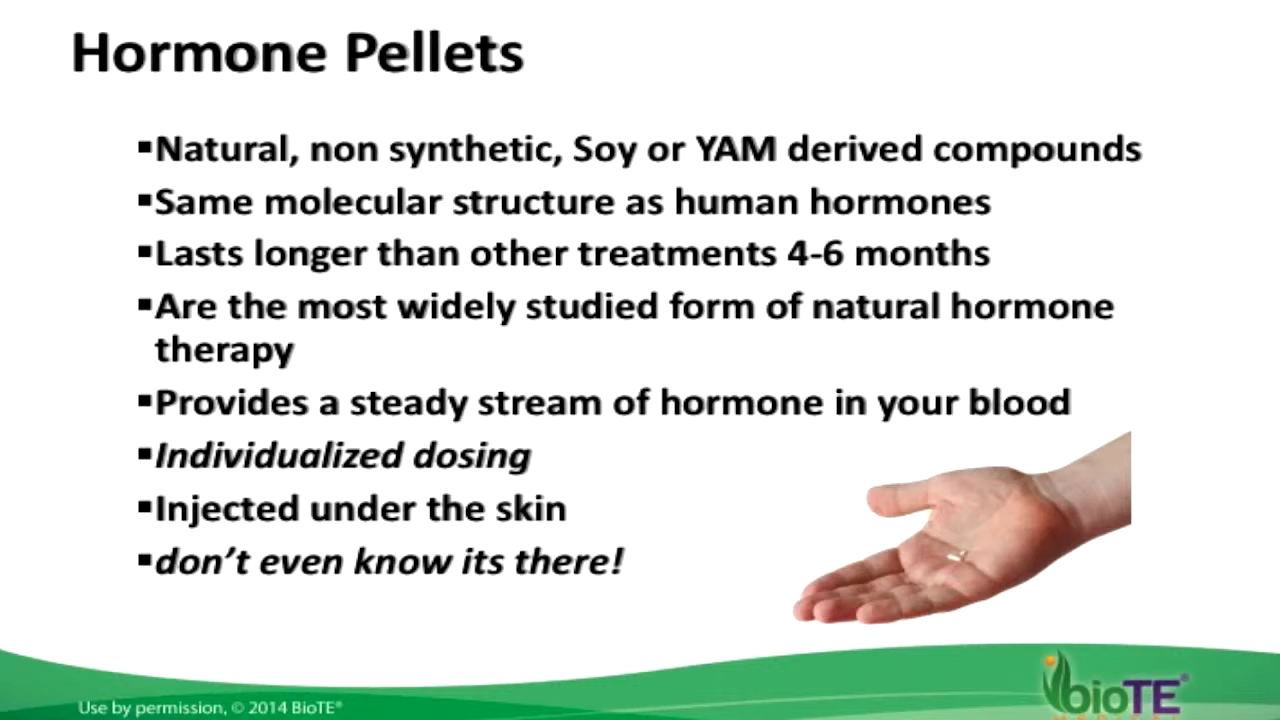 Hormone Pellets
▪Natural, non synthetic, Soy or YAM derived compounds
▪Same molecular structure as human hormones
▪Lasts longer than other treatments 4-6 months
▪Are the most widely studied form of natural hormone
therapy
▪Provides a steady stream of hormone in your blood
▪Individualized dosing
▪Injected under the skin
▪don’t even know its there!
Use by permission, © 2014 BioTE®
bioTE®